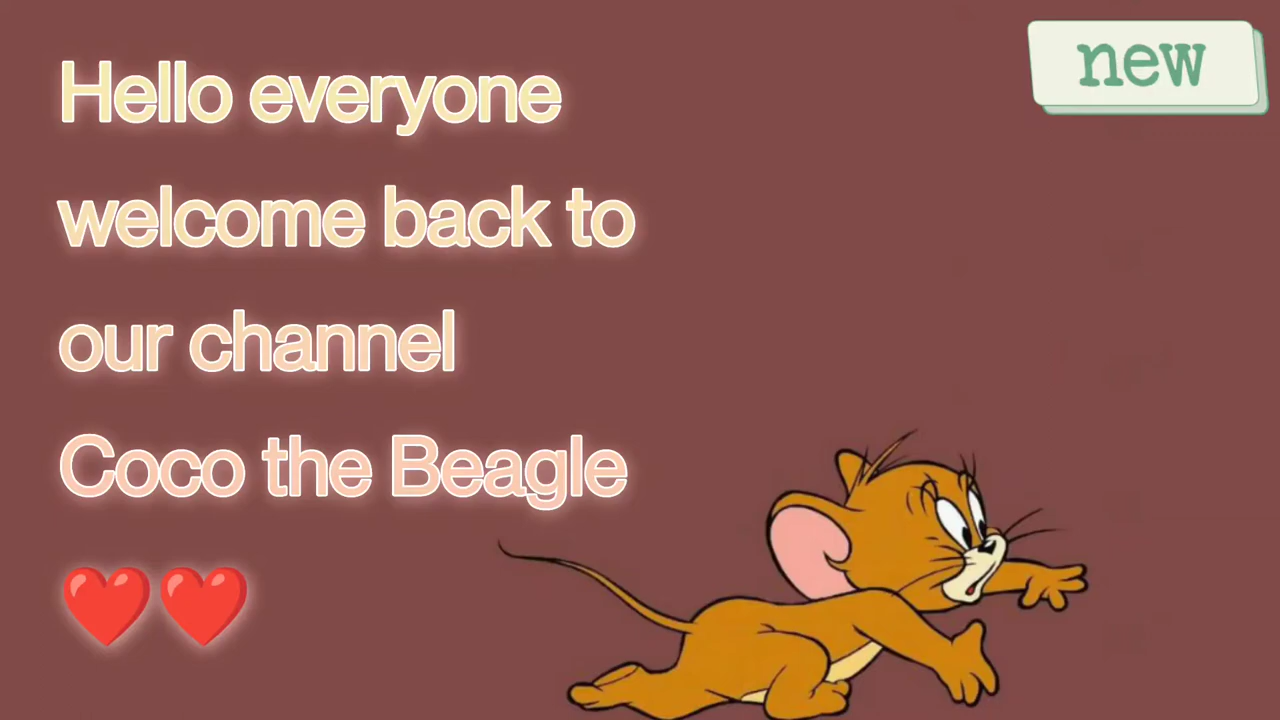 Hello everyone
new
welcome back to
our channel
Coco the Beagle
❤️❤️